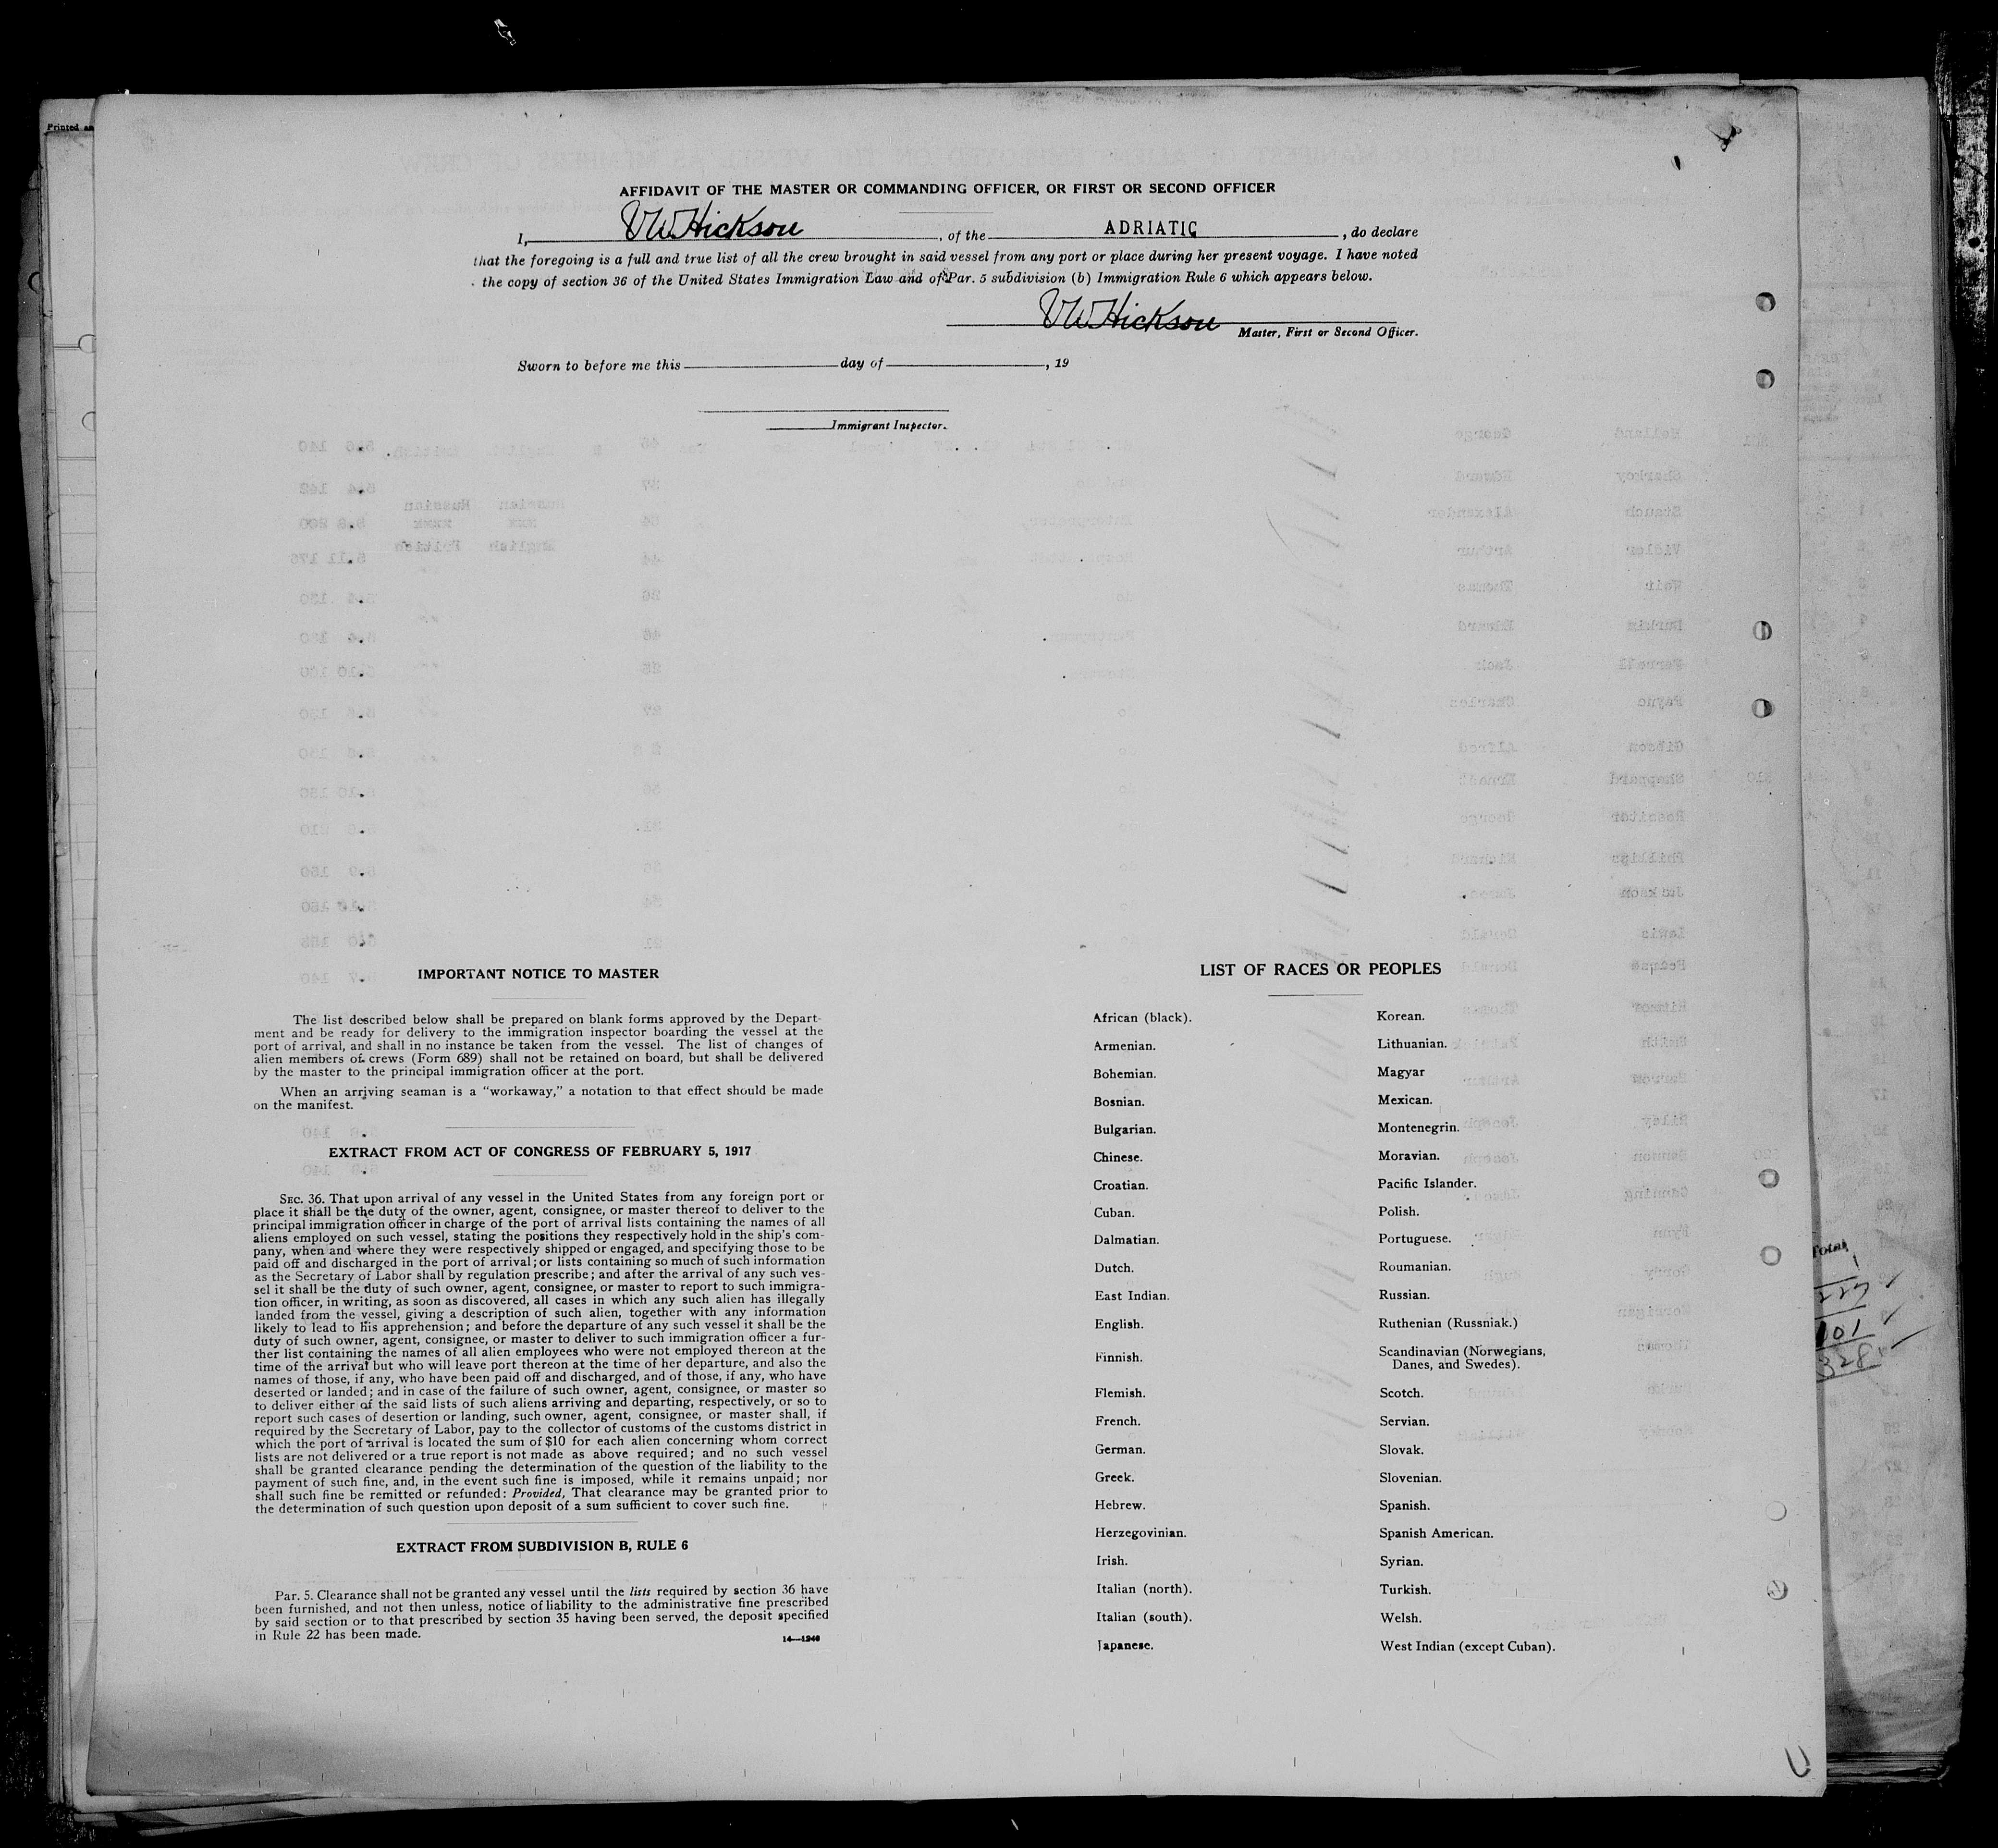 Printed
AFFIDAVIT OF THE MASTER OR COMMANDING OFFICER, OR FIRST OR SECOND OFFICER
I, VW Hickson, of the ADRIATIC, do declare
that the foregoing is a full and true list of all the crew brought in said vessel from any port or place during her present voyage. I have noted
the copy of section 36 of the United States Immigration Law and of Par. 5 subdivision (b) Immigration Rule 6 which appears below.
VW Hickson
Master, First or Second Officer.
Sworn to before me this day of , 19
Immigrant Inspector.
IMPORTANT NOTICE TO MASTER
The list described below shall be prepared on blank forms approved by the Depart-
ment and be ready for delivery to the immigration inspector boarding the vessel at the
port of arrival, and shall in no instance be taken from the vessel. The list of changes of
alien members of crews (Form 689) shall not be retained on board, but shall be delivered
by the master to the principal immigration officer at the port.
When an arriving seaman is a "workaway," a notation to that effect should be made
on the manifest.
EXTRACT FROM ACT OF CONGRESS OF FEBRUARY 5, 1917
SEC. 36. That upon arrival of any vessel in the United States from any foreign port or
place it shall be the duty of the owner, agent, consignee, or master thereof to deliver to the
principal immigration officer in charge of the port of arrival lists containing the names of all
aliens employed on such vessel, stating the positions they respectively hold in the ship's com-
pany, when and where they were respectively shipped or engaged, and specifying those to be
paid off and discharged in the port of arrival; or lists containing so much of such information
as the Secretary of Labor shall by regulation prescribe; and after the arrival of any such ves-
sel it shall be the duty of such owner, agent, consignee, or master to report to such immigra-
tion officer, in writing, as soon as discovered, all cases in which any such alien has illegally
landed from the vessel, giving a description of such alien, together with any information
likely to lead to his apprehension; and before the departure of any such vessel it shall be the
duty of such owner, agent, consignee, or master to deliver to such immigration officer a fur-
ther list containing the names of all alien employees who were not employed thereon at the
time of the arrival but who will leave port thereon at the time of her departure, and also the
names of those, if any, who have been paid off and discharged, and of those, if any, who have
deserted or landed; and in case of the failure of such owner, agent, consignee, or master so
to deliver either of the said lists of such aliens arriving and departing, respectively, or so to
report such cases of desertion or landing, such owner, agent, consignee, or master shall, if
required by the Secretary of Labor, pay to the collector of customs of the customs district in
which the port of arrival is located the sum of $10 for each alien concerning whom correct
lists are not delivered or a true report is not made as above required; and no such vessel
shall be granted clearance pending the determination of the question of the liability to the
payment of such fine, and, in the event such fine is imposed, while it remains unpaid; nor
shall such fine be remitted or refunded: Provided, That clearance may be granted prior to
the determination of such question upon deposit of a sum sufficient to cover such fine.
EXTRACT FROM SUBDIVISION B, RULE 6
Par. 5. Clearance shall not be granted any vessel until the lists required by section 36 have
been furnished, and not then unless, notice of liability to the administrative fine prescribed
by said section or to that prescribed by section 35 having been served, the deposit specified
in Rule 22 has been made.
14—1240
LIST OF RACES OR PEOPLES
African (black).
Armenian.
Bohemian.
Bosnian.
Bulgarian.
Chinese.
Croatian.
Cuban.
Dalmatian.
Dutch.
East Indian.
English.
Finnish.
Flemish.
French.
German.
Greek.
Hebrew.
Herzegovinian.
Irish.
Italian (north).
Italian (south).
Japanese.
Korean.
Lithuanian.
Magyar
Mexican.
Montenegrin.
Moravian.
Pacific Islander.
Polish.
Portuguese.
Roumanian.
Russian.
Ruthenian (Russniak.)
Scandinavian (Norwegians,
Danes, and Swedes).
Scotch.
Servian.
Slovak.
Slovenian.
Spanish.
Spanish American.
Syrian.
Turkish.
Welsh.
West Indian (except Cuban).
Total
227
101
328